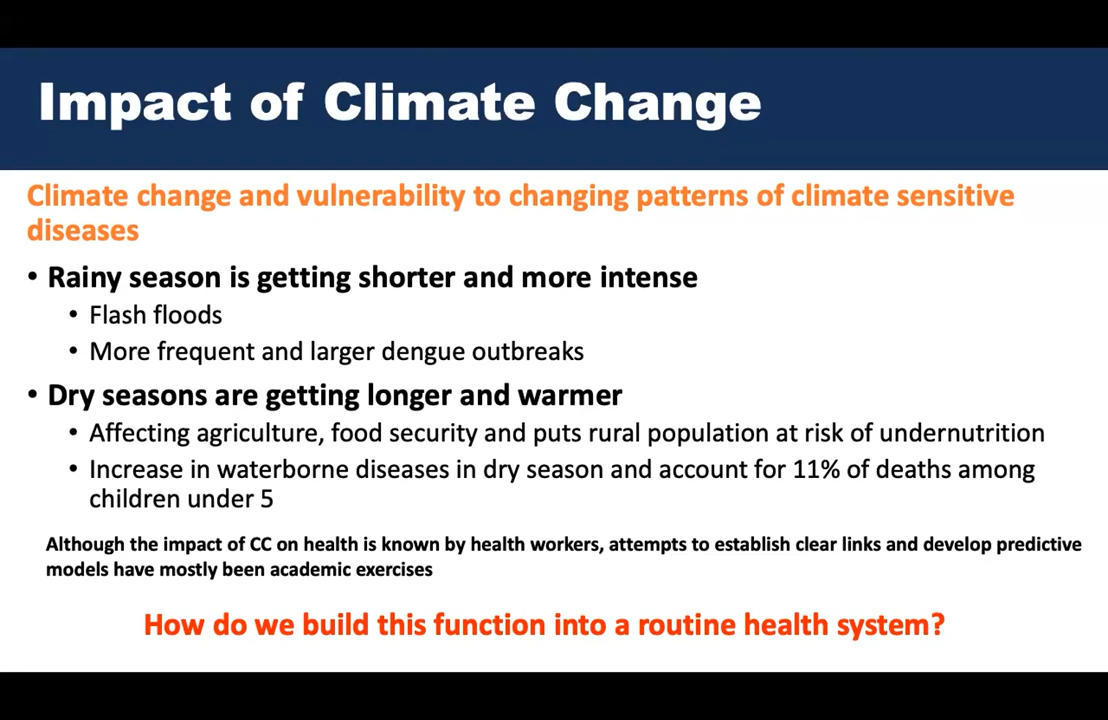 Impact of Climate Change
Climate change and vulnerability to changing patterns of climate sensitive
diseases
• Rainy season is getting shorter and more intense
• Flash floods
• More frequent and larger dengue outbreaks
• Dry seasons are getting longer and warmer
• Affecting agriculture, food security and puts rural population at risk of undernutrition
• Increase in waterborne diseases in dry season and account for 11% of deaths among
children under 5
Although the impact of CC on health is known by health workers, attempts to establish clear links and develop predictive
models have mostly been academic exercises
How do we build this function into a routine health system?